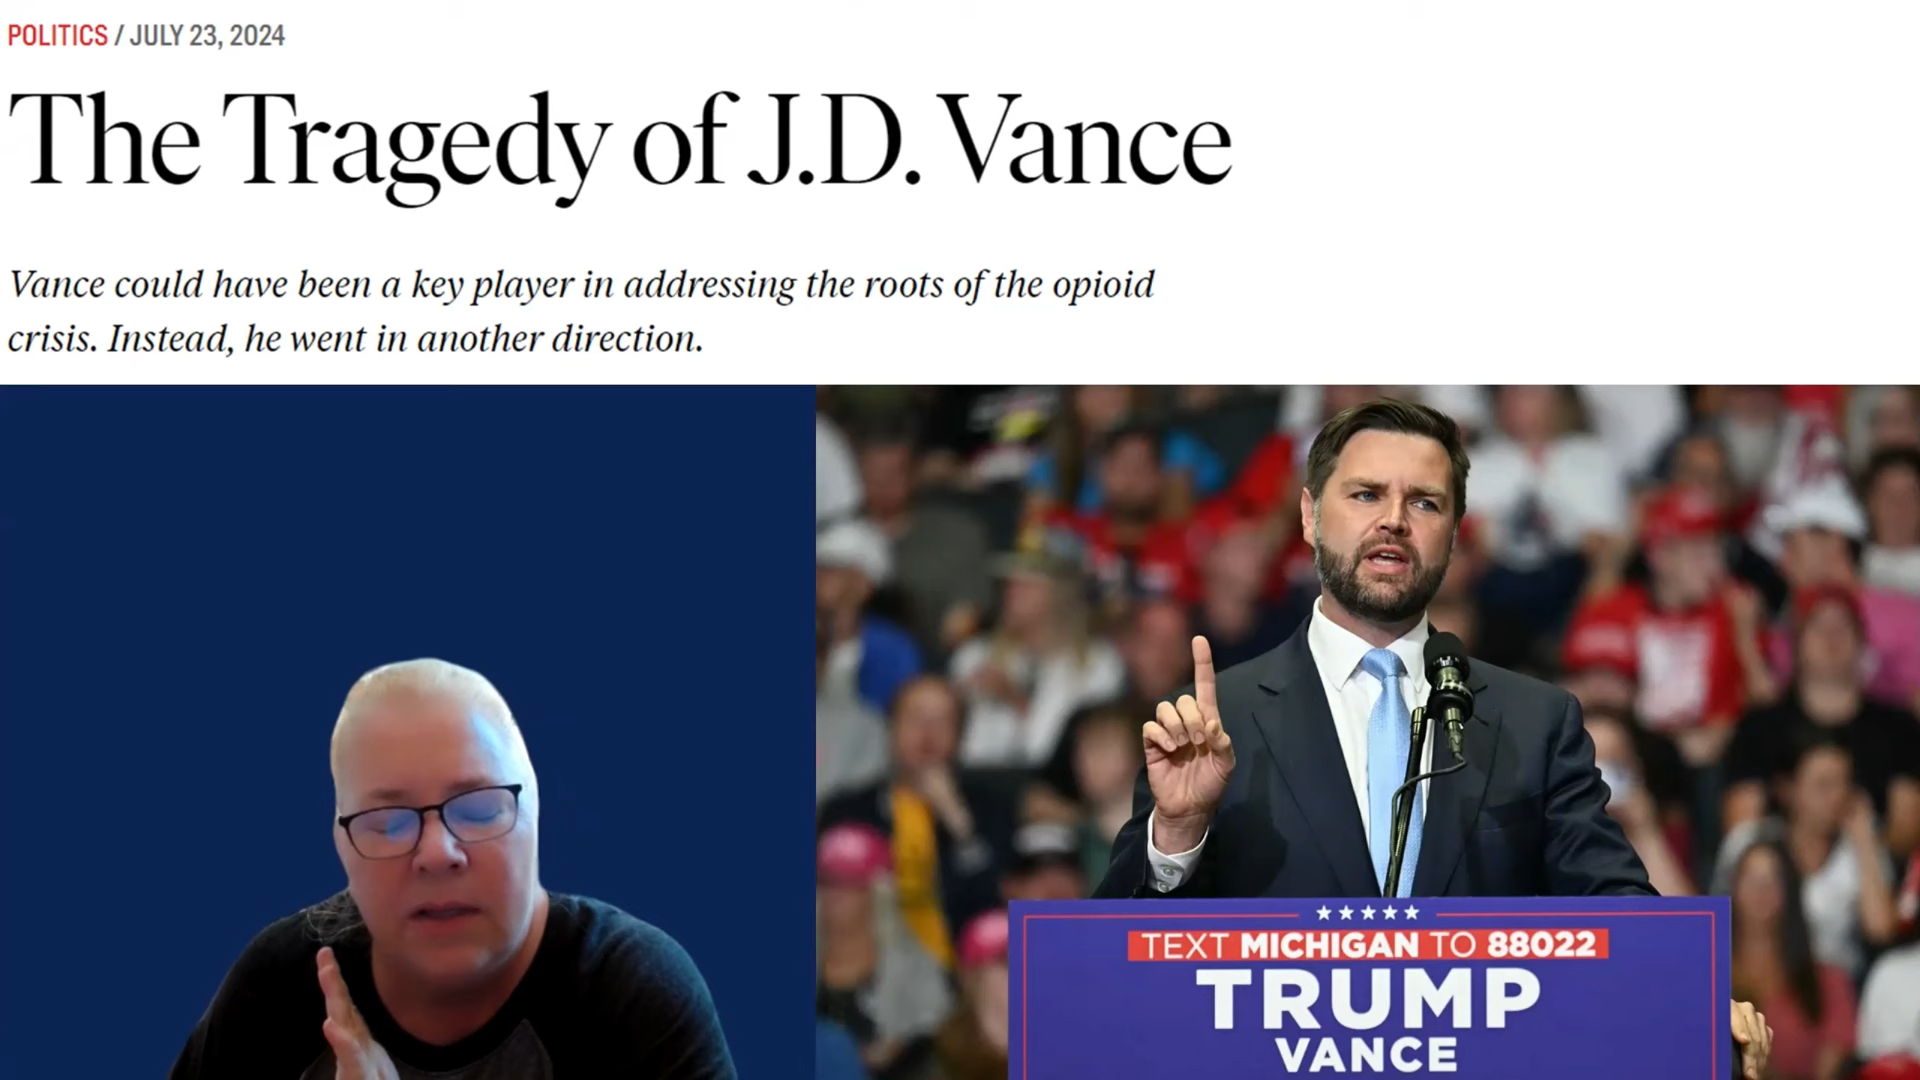 POLITICS / JULY 23, 2024
The Tragedy of J.D. Vance
Vance could have been a key player in addressing the roots of the opioid
crisis. Instead, he went in another direction.
TEXT MICHIGAN TO 88022
TRUMP
VANCE